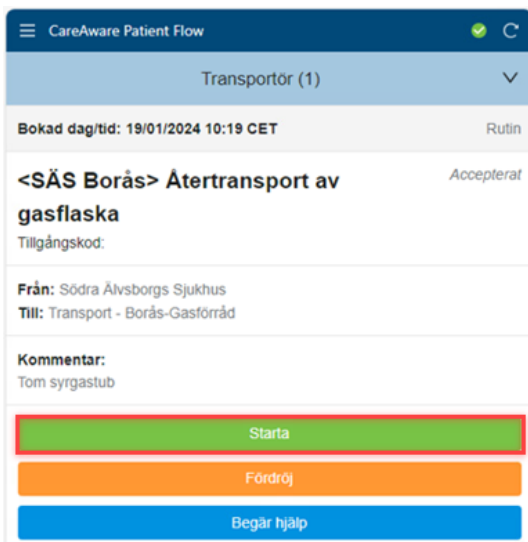 CareAware Patient Flow
Transportör (1)
Bokad dag/tid: 19/01/2024 10:19 CET Rutin
<SÄS Borås> Återtransport av Accepterat
gasflaska
Tillgångskod:
Från: Södra Älvsborgs Sjukhus
Till: Transport - Borås-Gasförråd
Kommentar:
Tom syrgastub
Starta
Fördröj
Begär hjälp